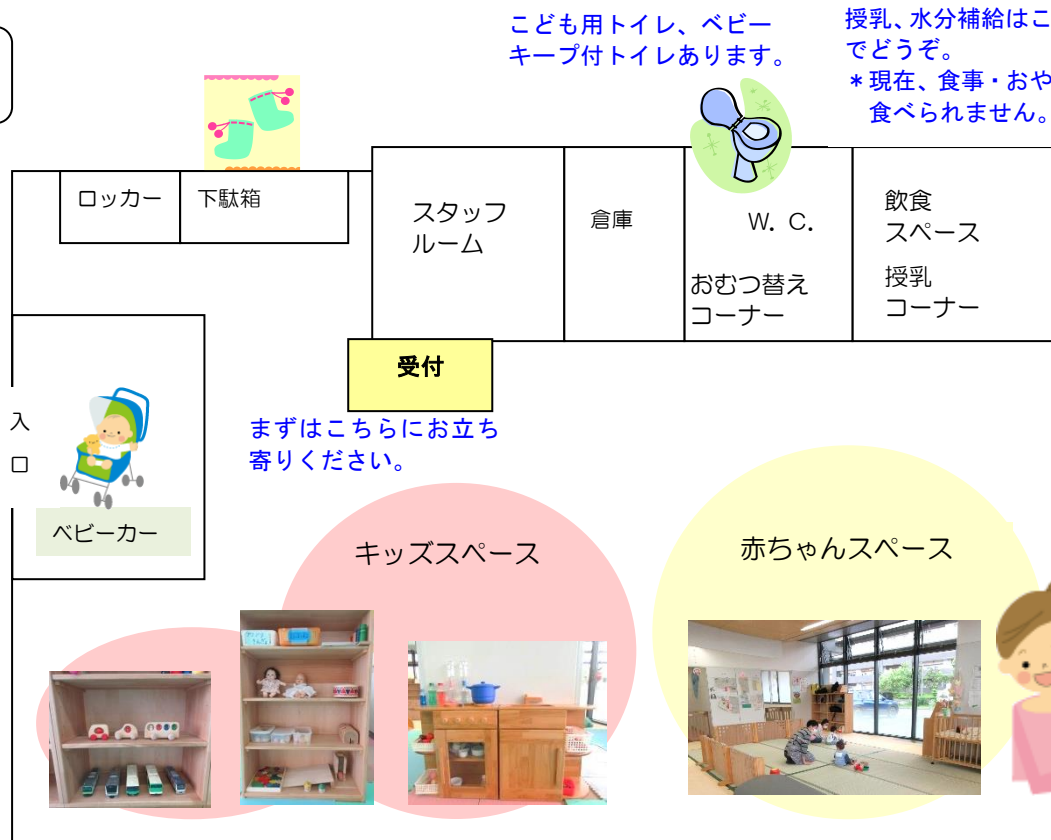 こども用トイレ、ベビー
キープ付トイレあります。
授乳、水分補給はこ
でどうぞ。
＊現在、食事・おや
食べられません。
ロッカー
下駄箱
スタッフ
ルーム
倉庫
W. C.
おむつ替え
コーナー
飲食
スペース
授乳
コーナー
受付
まずはこちらにお立ち
寄りください。
入
口
ベビーカー
キッズスペース
赤ちゃんスペース